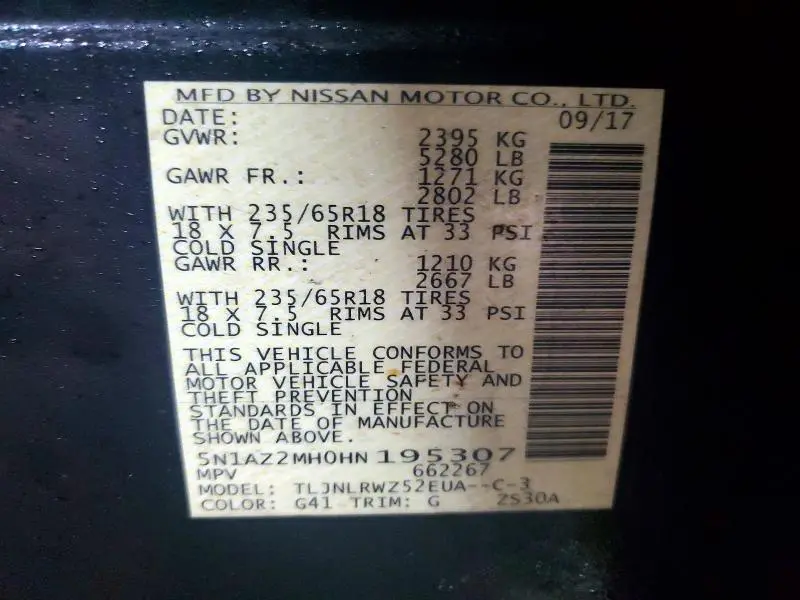 MFD BY NISSAN MOTOR CO., LTD.
DATE: 09/17
GVWR: 2395 KG
5280 LB
GAWR FR.: 1271 KG
2802 LB
WITH 235/65R18 TIRES
18 X 7.5 RIMS AT 33 PSI
COLD SINGLE
GAWR RR.: 1210 KG
2667 LB
WITH 235/65R18 TIRES
18 X 7.5 RIMS AT 33 PSI
COLD SINGLE
THIS VEHICLE CONFORMS TO
ALL APPLICABLE FEDERAL
MOTOR VEHICLE SAFETY AND
THEFT PREVENTION
STANDARDS IN EFFECT ON
THE DATE OF MANUFACTURE
SHOWN ABOVE.
5N1AZ2MH0HN195307
MPV 662267
MODEL: TLJNLRWZ52EUA--C-3
COLOR: G41 TRIM: G ZS30A